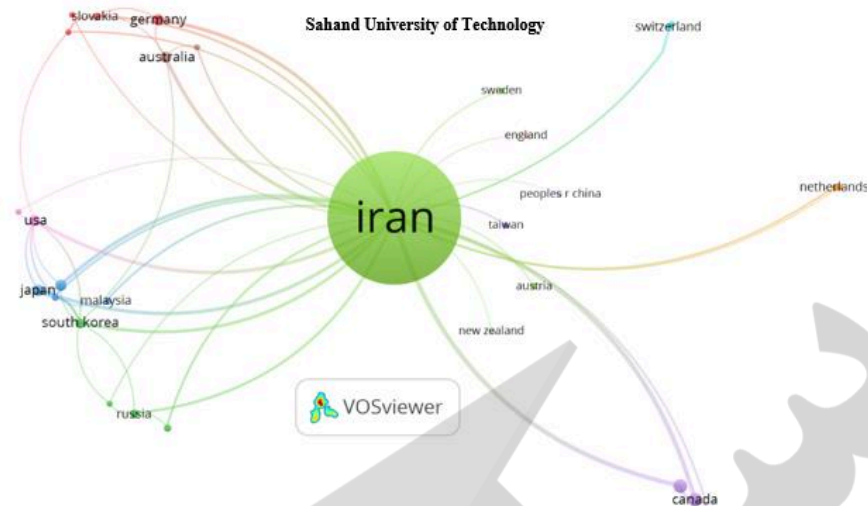 Sahand University of Technology
slovakia
germany
switzerland
australia
sweden
england
peoples r china
netherlands
iran
usa
taiwan
japan
malaysia
austria
south korea
new zealand
russia
VOSviewer
canada